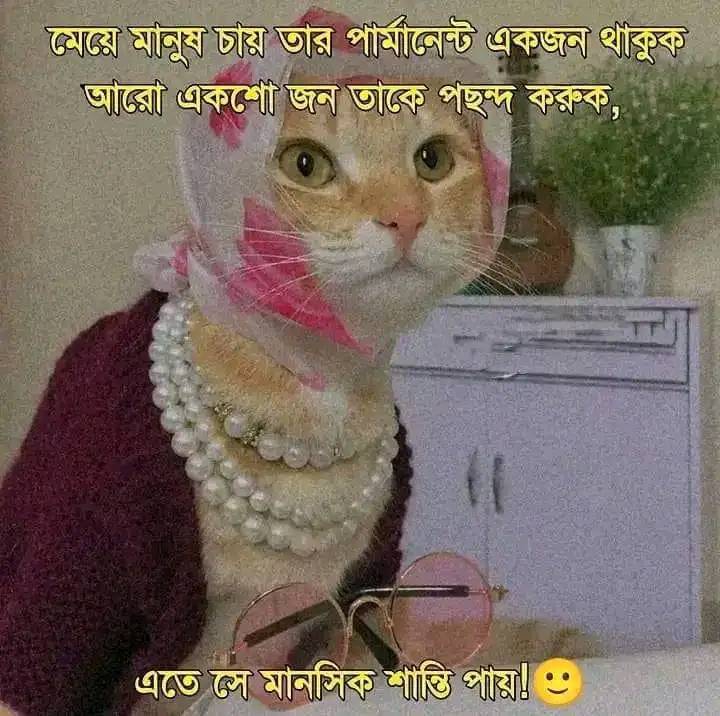 মেয়ে মানুষ চায় তার পার্মানেন্ট একজন থাকুক
আরো একশো জন তাকে পছন্দ করুক,
এতে সে মানসিক শান্তি পায়!🙂